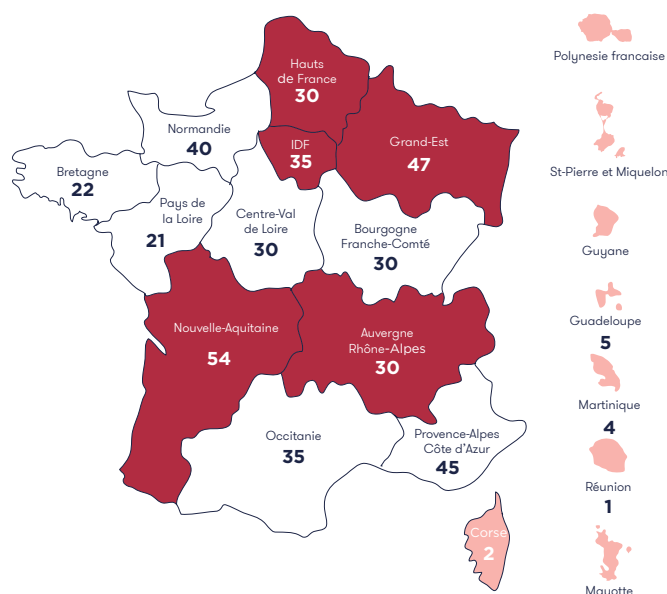 Hauts
de France
30
Normandie
40
IDF
35
Grand-Est
47
Bretagne
22
Pays de
la Loire
21
Centre-Val
de Loire
30
Bourgogne
Franche-Comté
30
Nouvelle-Aquitaine
54
Auvergne
Rhône-Alpes
30
Occitanie
35
Provence-Alpes
Côte d'Azur
45
Corse
2
Polynesie francaise
St-Pierre et Miquelon
Guyane
Guadeloupe
5
Martinique
4
Réunion
1
Mayotte